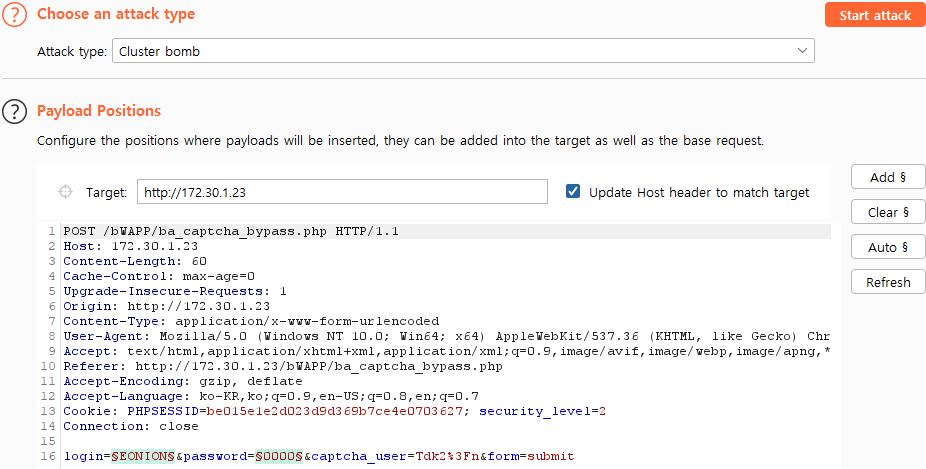 Choose an attack type
Start attack
Attack type: Cluster bomb
Payload Positions
Configure the positions where payloads will be inserted, they can be added into the target as well as the base request.
Target: http://172.30.1.23
Update Host header to match target
Add §
Clear §
Auto §
Refresh
1 POST /bWAPP/ba_captcha_bypass.php HTTP/1.1
2 Host: 172.30.1.23
3 Content-Length: 60
4 Cache-Control: max-age=0
5 Upgrade-Insecure-Requests: 1
6 Origin: http://172.30.1.23
7 Content-Type: application/x-www-form-urlencoded
8 User-Agent: Mozilla/5.0 (Windows NT 10.0; Win64; x64) AppleWebKit/537.36 (KHTML, like Gecko) Chr
9 Accept: text/html,application/xhtml+xml,application/xml;q=0.9,image/avif,image/webp,image/apng,*
10 Referer: http://172.30.1.23/bWAPP/ba_captcha_bypass.php
11 Accept-Encoding: gzip, deflate
12 Accept-Language: ko-KR,ko;q=0.9,en-US;q=0.8,en;q=0.7
13 Cookie: PHPSESSID=be015e1e2d023d9d369b7ce4e0703627; security_level=2
14 Connection: close
15
16 login=§EONION§&password=§0000§&captcha_user=Tdk2%3Fn&form=submit